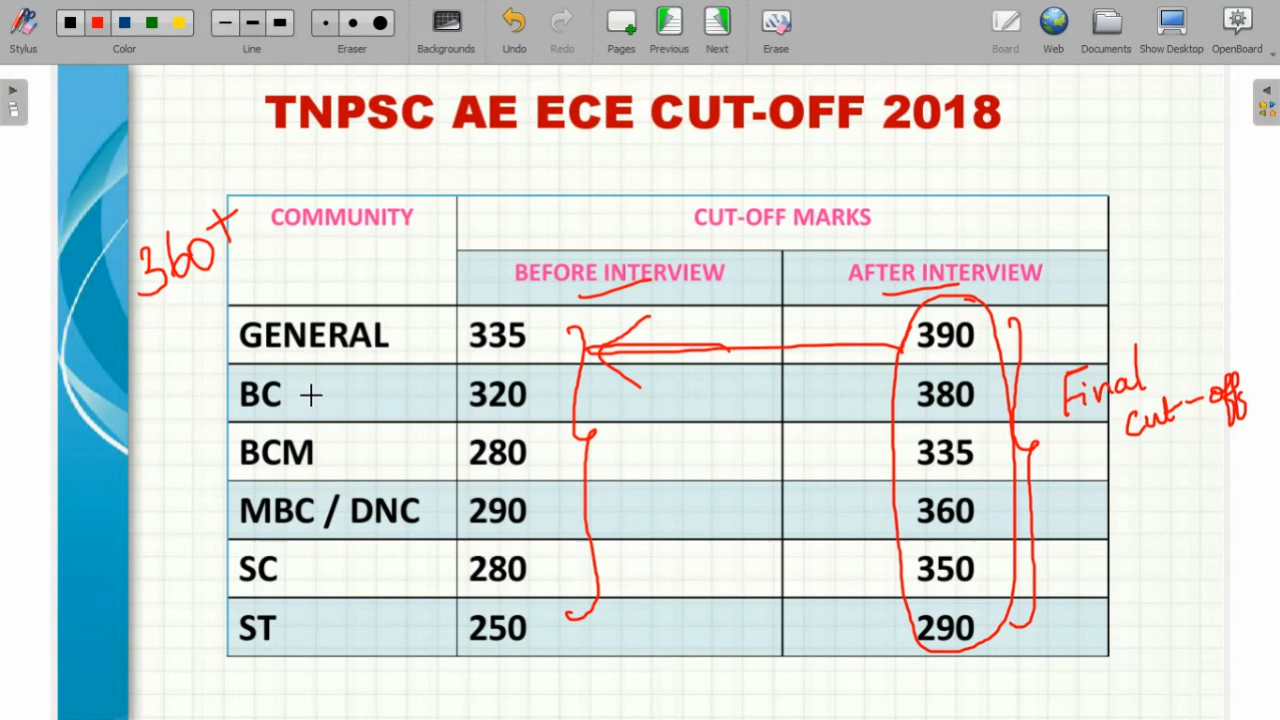 Stylus Color Line Eraser Backgrounds Undo Redo Pages Previous Next Erase Board Web Documents Show Desktop OpenBoard
TNPSC AE ECE CUT-OFF 2018
360+
COMMUNITY CUT-OFF MARKS
BEFORE INTERVIEW AFTER INTERVIEW
GENERAL 335 390
BC 320 380
Final
cut-off
BCM 280 335
MBC / DNC 290 360
SC 280 350
ST 250 290